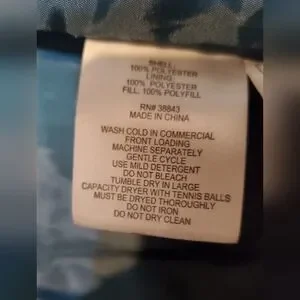 SHELL:
100% POLYESTER
LINING:
100% POLYESTER
FILL: 100% POLYFILL
RN# 38843
MADE IN CHINA
WASH COLD IN COMMERCIAL
FRONT LOADING
MACHINE SEPARATELY
GENTLE CYCLE
USE MILD DETERGENT
DO NOT BLEACH
TUMBLE DRY IN LARGE
CAPACITY DRYER WITH TENNIS BALLS
MUST BE DRYED THOROUGHLY
DO NOT IRON
DO NOT DRY CLEAN